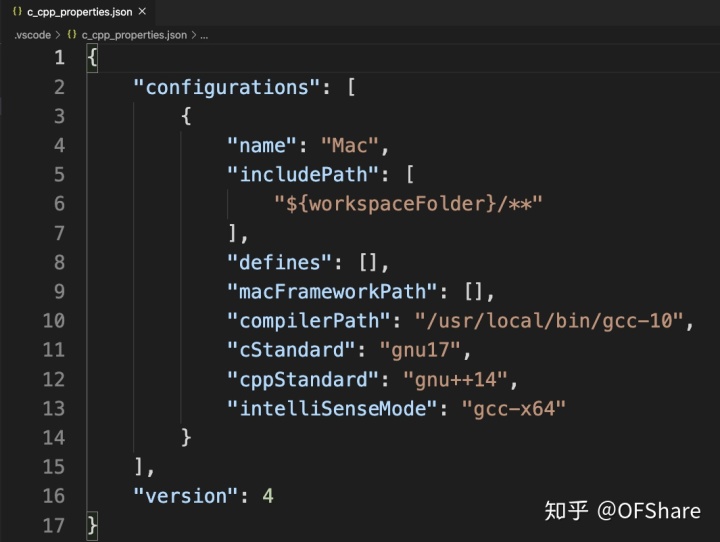 {} c_cpp_properties.json ×
.vscode > {} c_cpp_properties.json > ...
1 {
2     "configurations": [
3         {
4             "name": "Mac",
5             "includePath": [
6                 "${workspaceFolder}/**"
7             ],
8             "defines": [],
9             "macFrameworkPath": [],
10             "compilerPath": "/usr/local/bin/gcc-10",
11             "cStandard": "gnu17",
12             "cppStandard": "gnu++14",
13             "intelliSenseMode": "gcc-x64"
14         }
15     ],
16     "version": 4
17 }
知乎 @OFShare